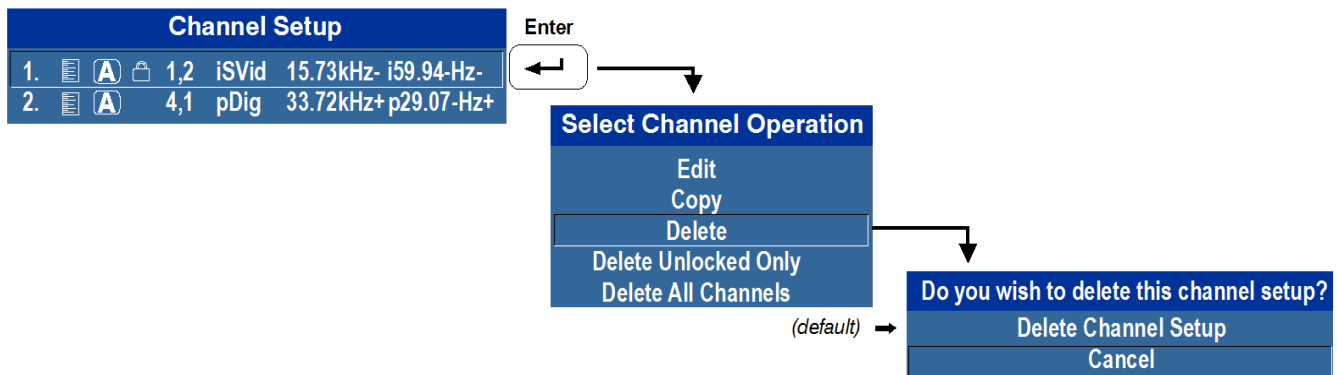 Channel Setup
1. A 1,2 iSVid 15.73kHz- i59.94-Hz-
2. A 4,1 pDig 33.72kHz+ p29.07-Hz+
Enter
Select Channel Operation
Edit
Copy
Delete
Delete Unlocked Only
Delete All Channels
Do you wish to delete this channel setup?
(default)
Delete Channel Setup
Cancel